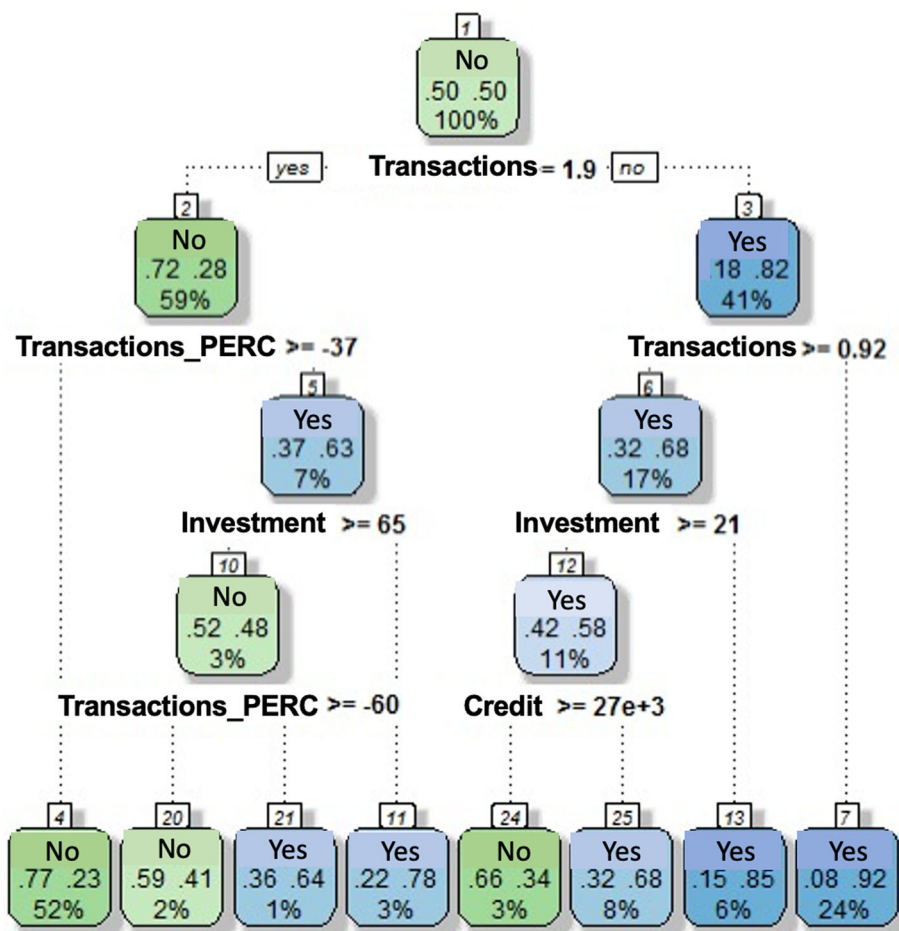 1
No
.50 .50
100%
yes Transactions = 1.9 no
2 3
No Yes
.72 .28 .18 .82
59% 41%
Transactions_PERC >= -37 Transactions >= 0.92
5 6
Yes Yes
.37 .63 .32 .68
7% 17%
Investment >= 65 Investment >= 21
10 12
No Yes
.52 .48 .42 .58
3% 11%
Transactions_PERC >= -60 Credit >= 27e+3
4 20 21 11 24 25 13 7
No No Yes Yes No Yes Yes Yes
.77 .23 .59 .41 .36 .64 .22 .78 .66 .34 .32 .68 .15 .85 .08 .92
52% 2% 1% 3% 3% 8% 6% 24%